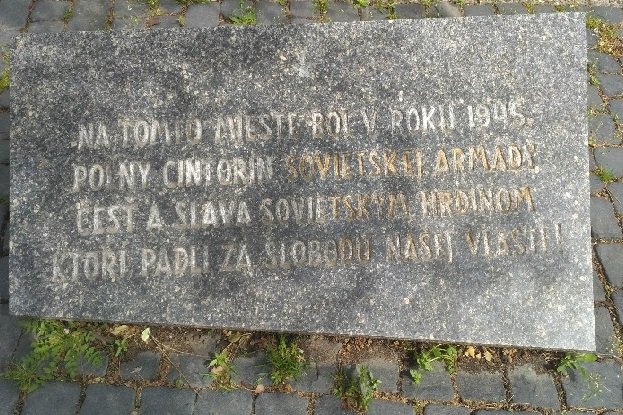 NA TOMTO MIESTE BOL V ROKU 1945
POĽNÝ CINTORÍN SOVIETSKEJ ARMÁDY.
ČESŤ A SLÁVA SOVIETSKYM HRDINOM
KTORÍ PADLI ZA SLOBODU NAŠEJ VLASTI!